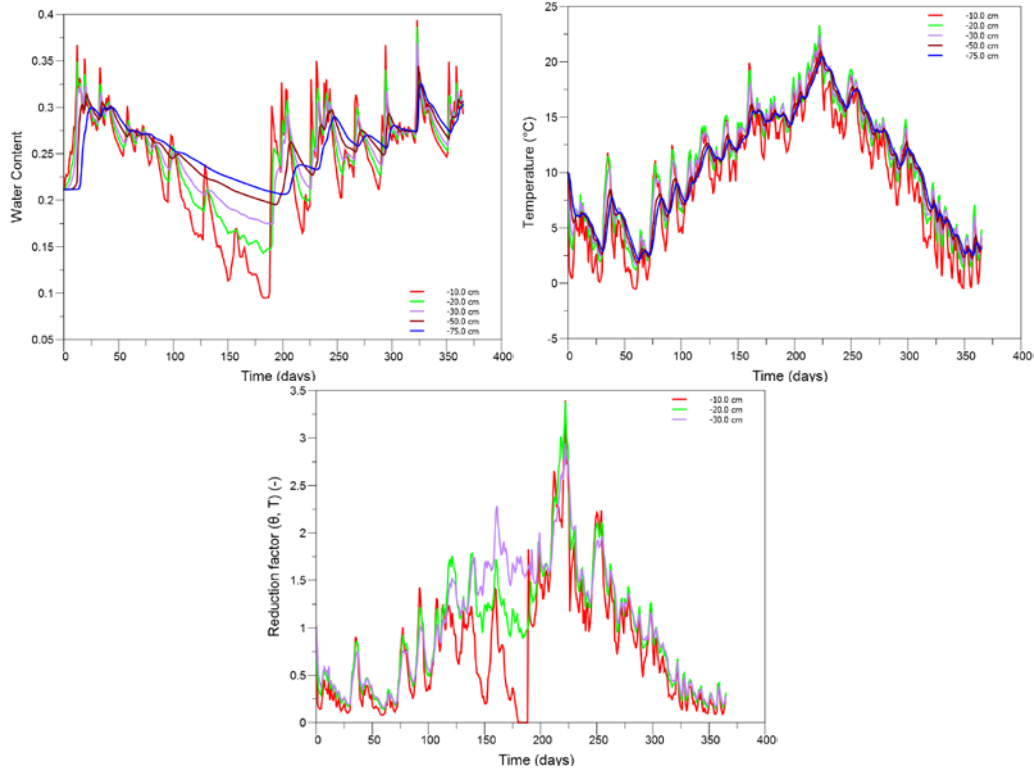 Water Content
0.4
0.35
0.3
0.25
0.2
0.15
0.1
0.05
-10.0 cm
-20.0 cm
-30.0 cm
-50.0 cm
-75.0 cm
0 50 100 150 200 250 300 350 400
Time (days)
Temperature (°C)
25
20
15
10
5
0
-5
-10.0 cm
-20.0 cm
-30.0 cm
-50.0 cm
-75.0 cm
0 50 100 150 200 250 300 350 400
Time (days)
Reduction factor (θ, T) (-)
3.5
3
2.5
2
1.5
1
0.5
0
-10.0 cm
-20.0 cm
-30.0 cm
0 50 100 150 200 250 300 350 400
Time (days)